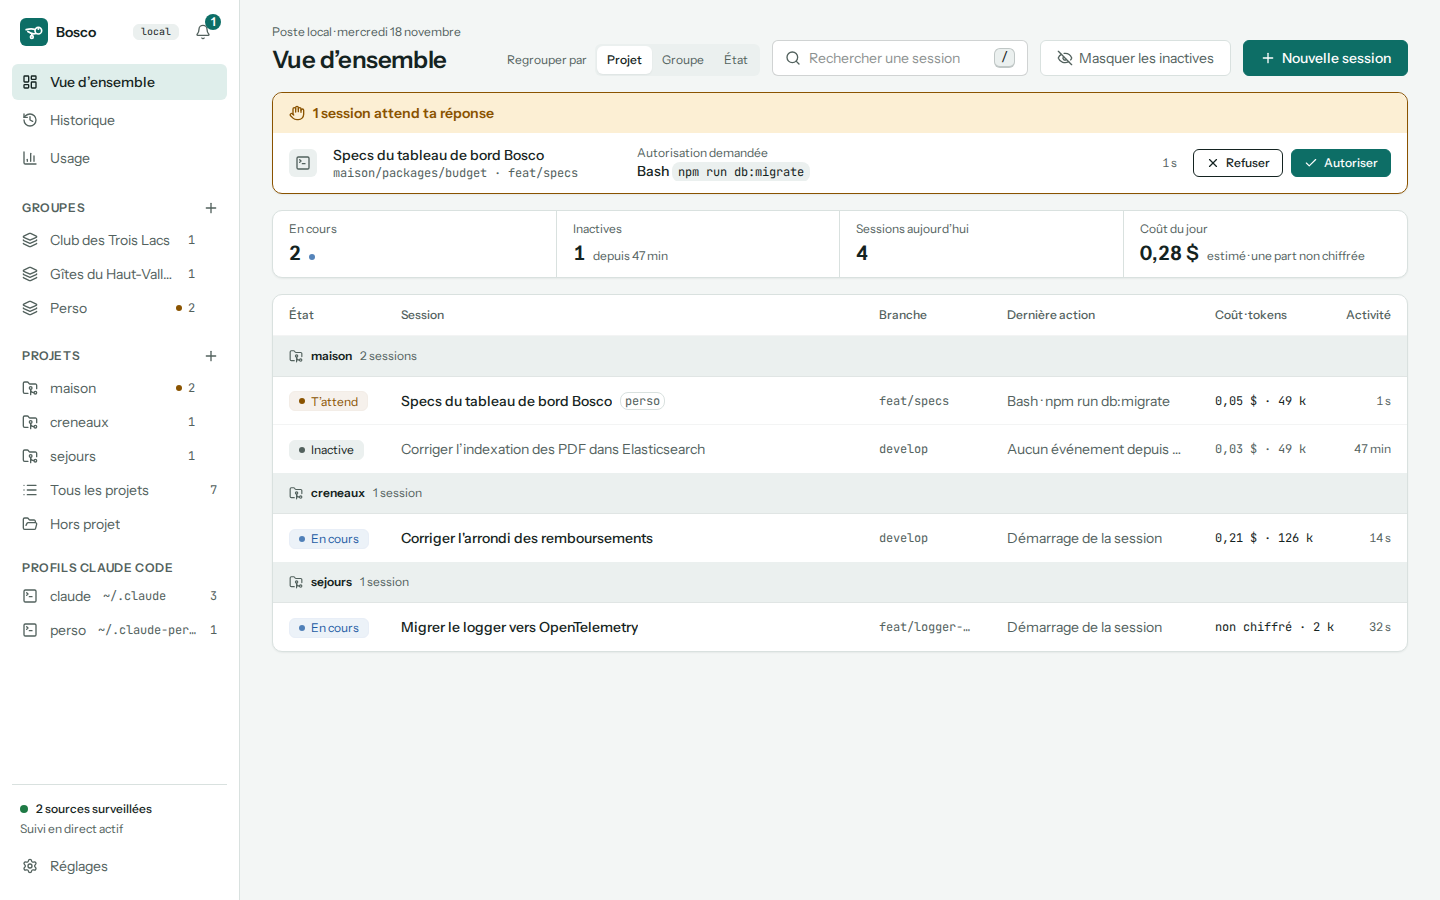 Bosco
local
1
Vue d'ensemble
Historique
Usage
GROUPES
Club des Trois Lacs 1
Gîtes du Haut-Vall... 1
Perso 2
PROJETS
maison 2
creneaux 1
sejours 1
Tous les projets 7
Hors projet
PROFILS CLAUDE CODE
claude ~/.claude 3
perso ~/.claude-per… 1
2 sources surveillées
Suivi en direct actif
Réglages
Poste local · mercredi 18 novembre
Vue d'ensemble
Regrouper par Projet Groupe État
Rechercher une session /
Masquer les inactives
Nouvelle session
1 session attend ta réponse
Specs du tableau de bord Bosco
maison/packages/budget · feat/specs
Autorisation demandée
Bash npm run db:migrate
1 s
Refuser
Autoriser
En cours
2
Inactives
1 depuis 47 min
Sessions aujourd'hui
4
Coût du jour
0,28 $ estimé · une part non chiffrée
État Session Branche Dernière action Coût · tokens Activité
maison 2 sessions
T'attend Specs du tableau de bord Bosco perso feat/specs Bash · npm run db:migrate 0,05 $ · 49 k 1 s
Inactive Corriger l'indexation des PDF dans Elasticsearch develop Aucun événement depuis ... 0,03 $ · 49 k 47 min
creneaux 1 session
En cours Corriger l'arrondi des remboursements develop Démarrage de la session 0,21 $ · 126 k 14 s
sejours 1 session
En cours Migrer le logger vers OpenTelemetry feat/logger-… Démarrage de la session non chiffré · 2 k 32 s